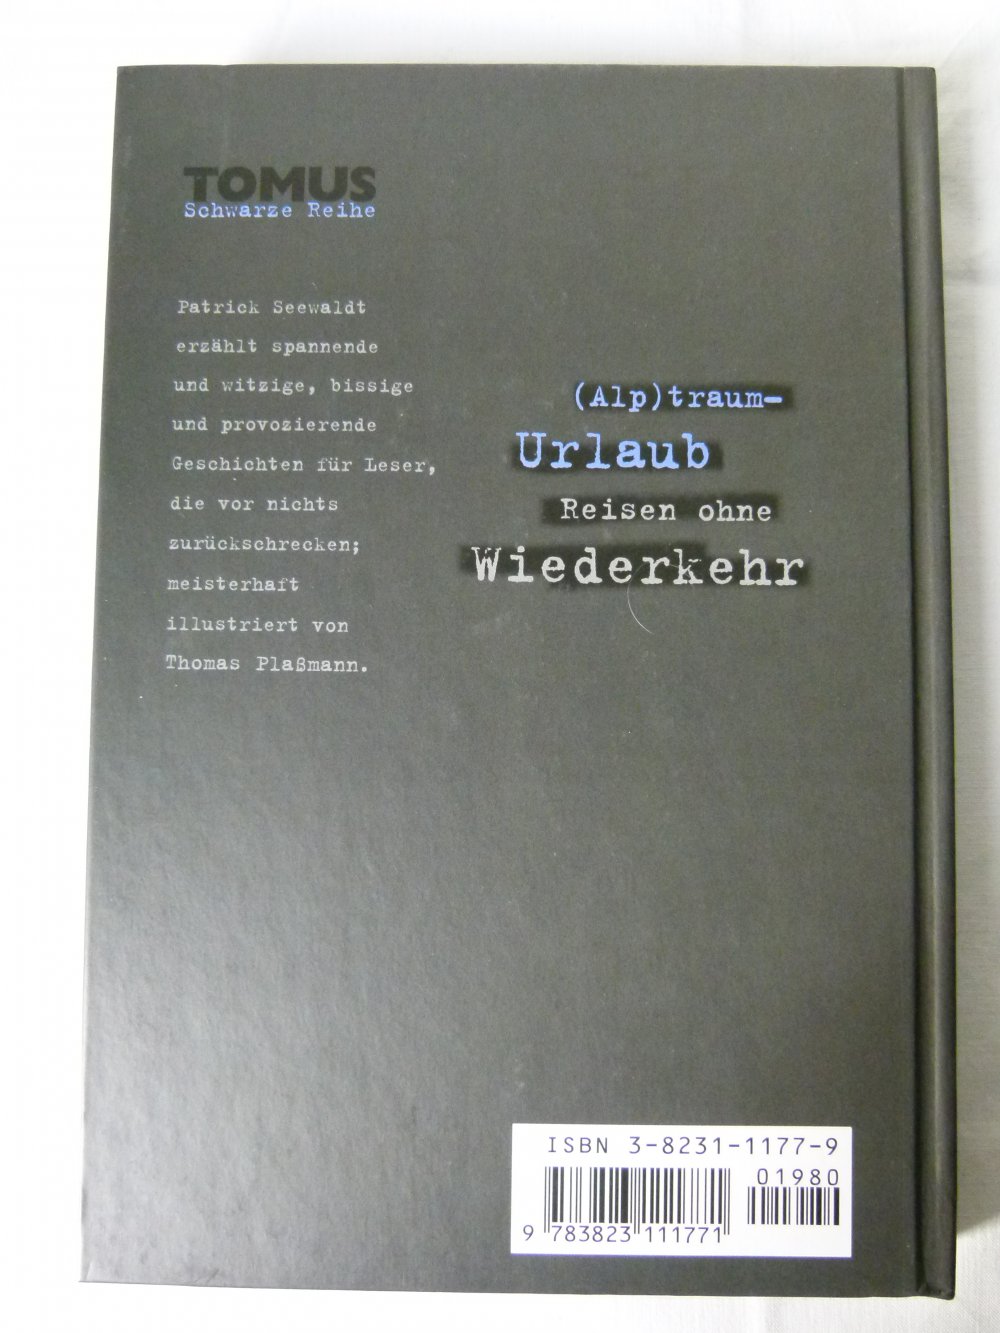 TOMUS
Schwarze Reihe
Patrick Seewaldt
erzählt spannende
und witzige, bissige
und provozierende
Geschichten für Leser,
die vor nichts
zurückschrecken;
meisterhaft
illustriert von
Thomas Plaßmann.
(Alp)traum-
Urlaub
Reisen ohne
Wiederkehr
ISBN 3-8231-1177-9
01980
9 783823 111771